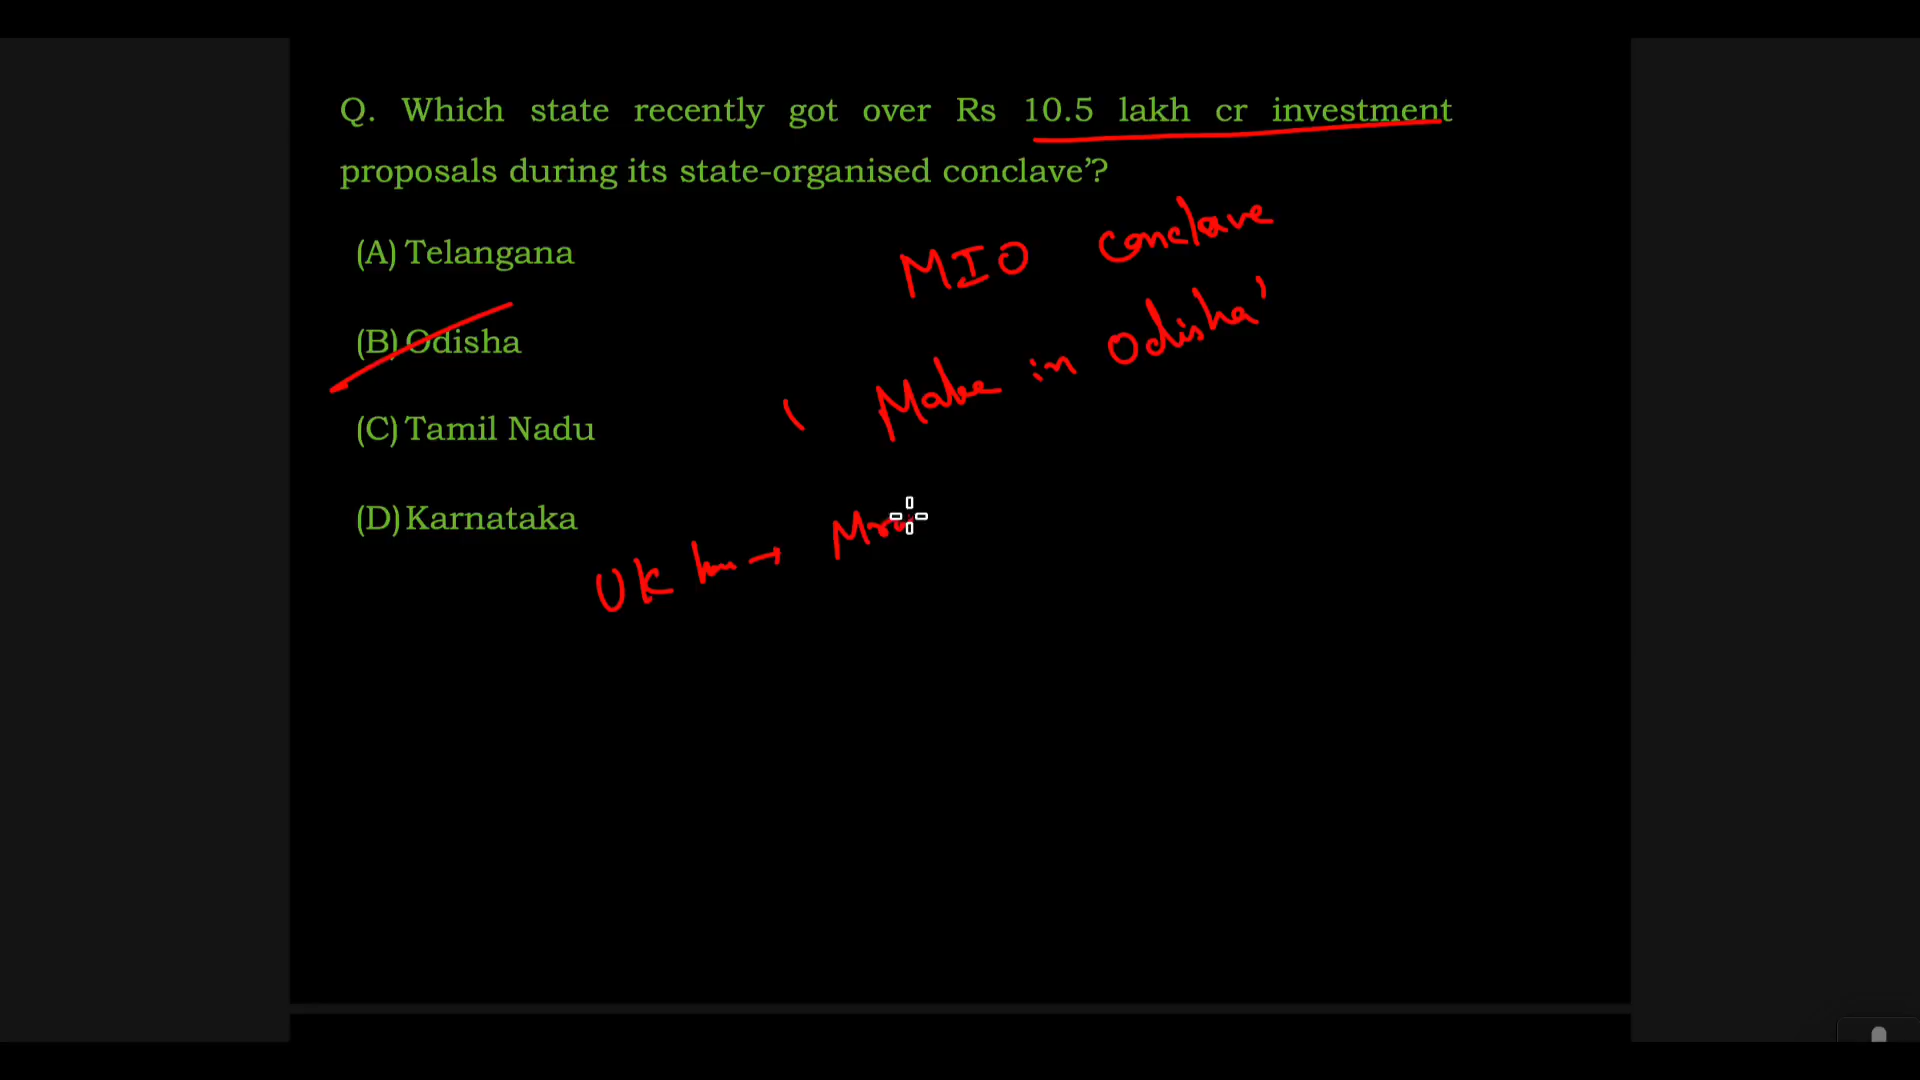 Q. Which state recently got over Rs 10.5 lakh cr investment
proposals during its state-organised conclave’?
(A) Telangana
MIO Conclave
(B) Odisha
' Make in Odisha '
(C) Tamil Nadu
(D) Karnataka
UK →